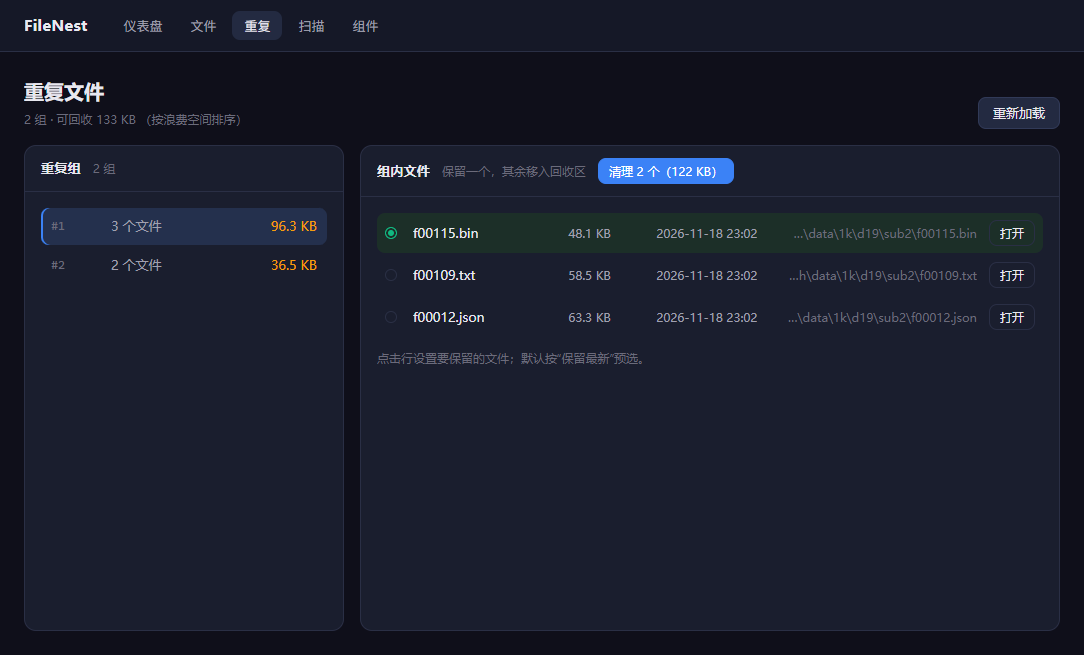 FileNest 仪表盘 文件 重复 扫描 组件
重复文件
2 组 · 可回收 133 KB （按浪费空间排序）
重新加载
重复组 2 组
#1 3 个文件 96.3 KB
#2 2 个文件 36.5 KB
组内文件 保留一个，其余移入回收区 清理 2 个（122 KB）
f00115.bin 48.1 KB 2026-11-18 23:02 ...\data\1k\d19\sub2\f00115.bin 打开
f00109.txt 58.5 KB 2026-11-18 23:02 ...h\data\1k\d19\sub2\f00109.txt 打开
f00012.json 63.3 KB 2026-11-18 23:02 ...\data\1k\d19\sub2\f00012.json 打开
点击行设置要保留的文件；默认按“保留最新”预选。